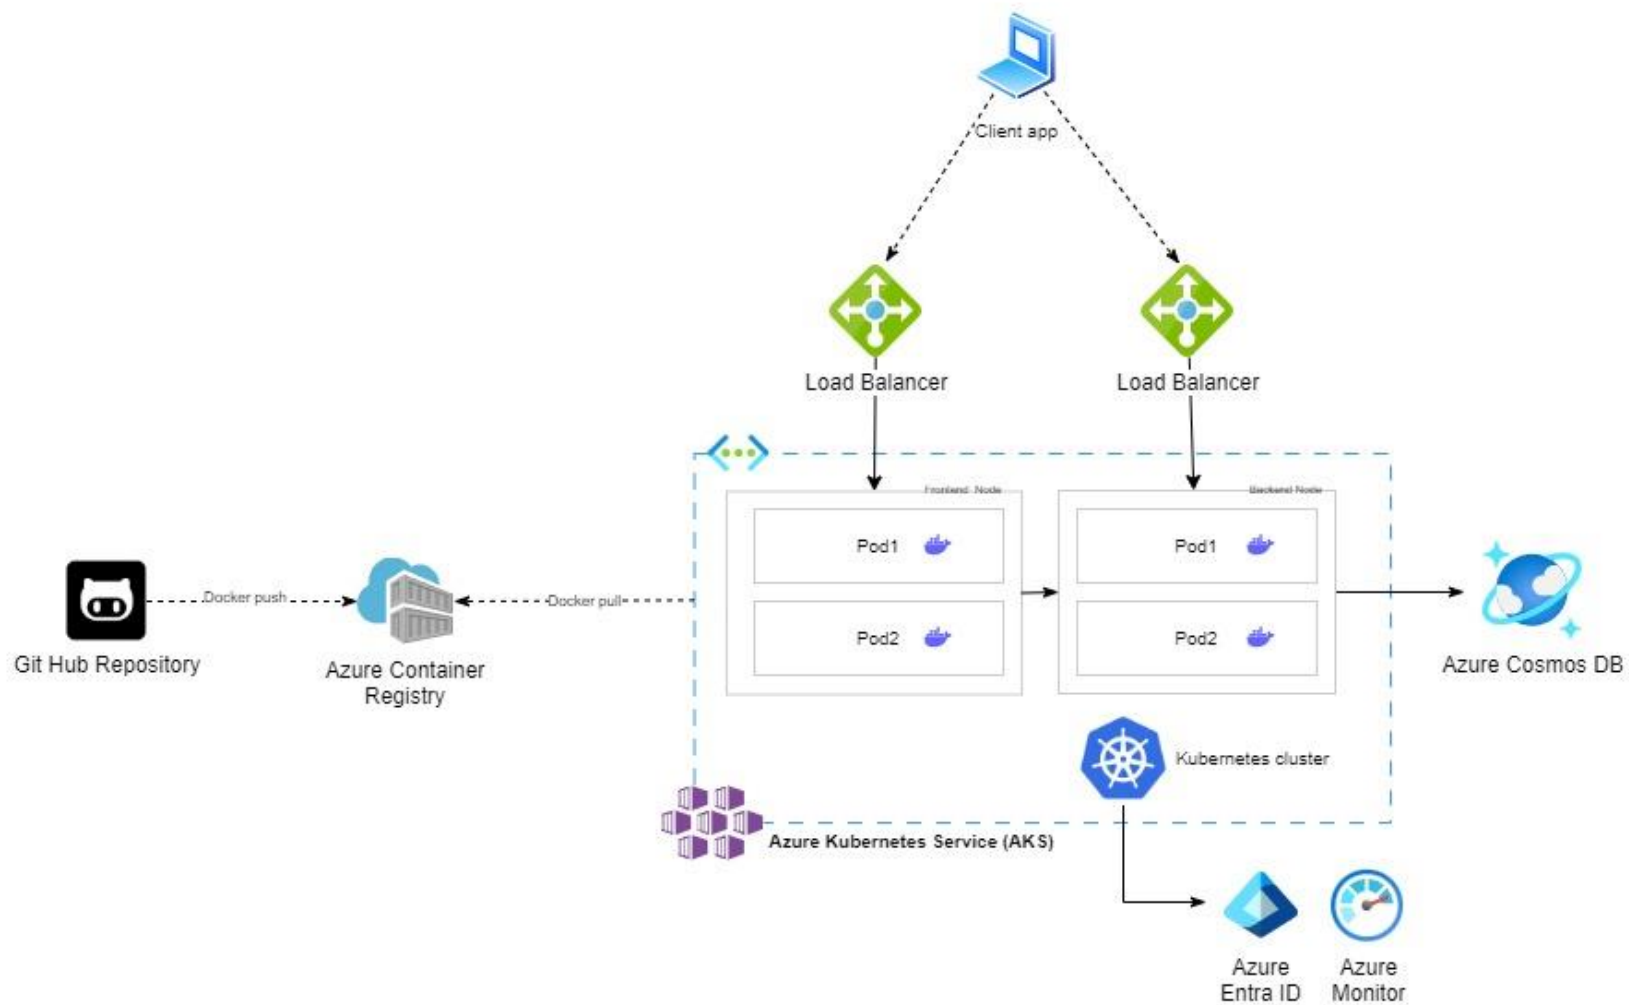 Client app
Load Balancer
Load Balancer
Frontend Node
Backend Node
Pod1
Pod1
Docker push
Docker pull
Pod2
Pod2
Git Hub Repository
Azure Container
Registry
Azure Cosmos DB
Kubernetes cluster
Azure Kubernetes Service (AKS)
Azure
Entra ID
Azure
Monitor